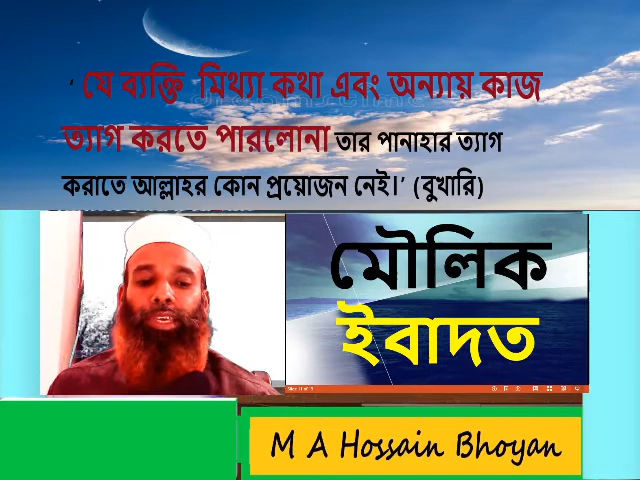 ‘ যে ব্যক্তি মিথ্যা কথা এবং অন্যায় কাজ
ত্যাগ করতে পারলোনা তার পানাহার ত্যাগ
করাতে আল্লাহর কোন প্রয়োজন নেই।’ (বুখারি)
মৌলিক
ইবাদত
M A Hossain Bhoyan